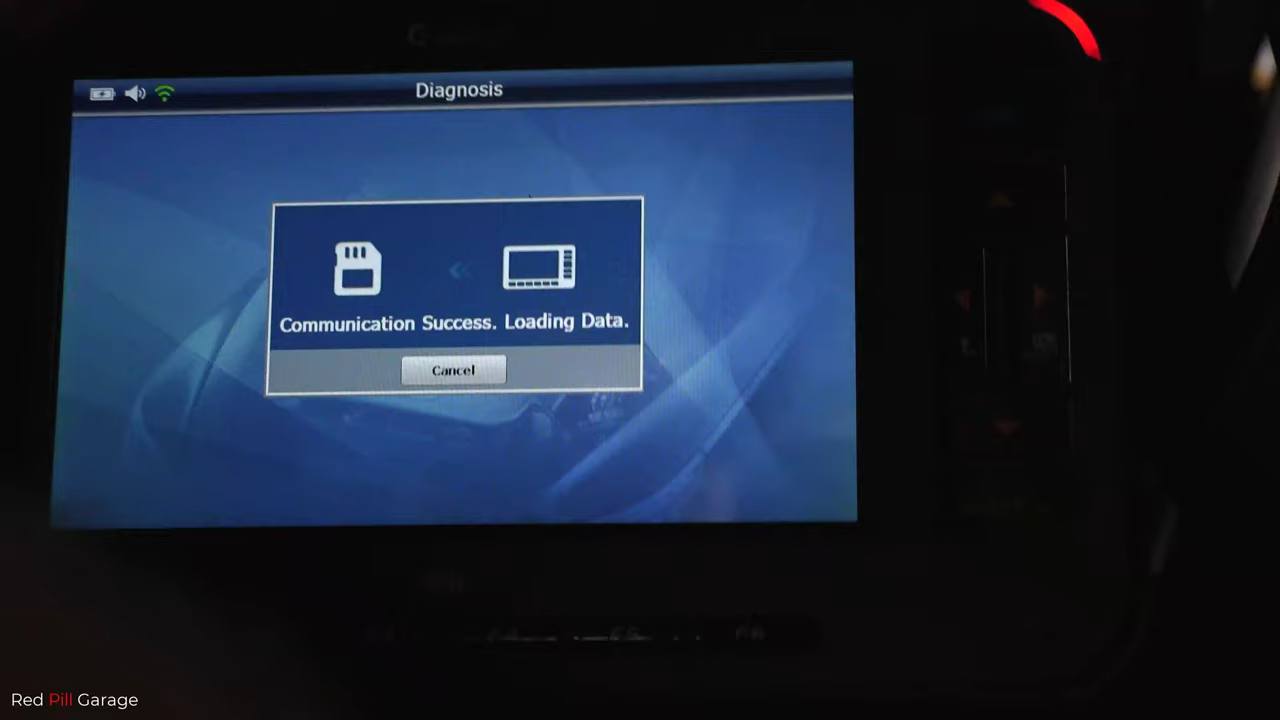 Diagnosis
Communication Success. Loading Data.
Cancel
Red Pill Garage